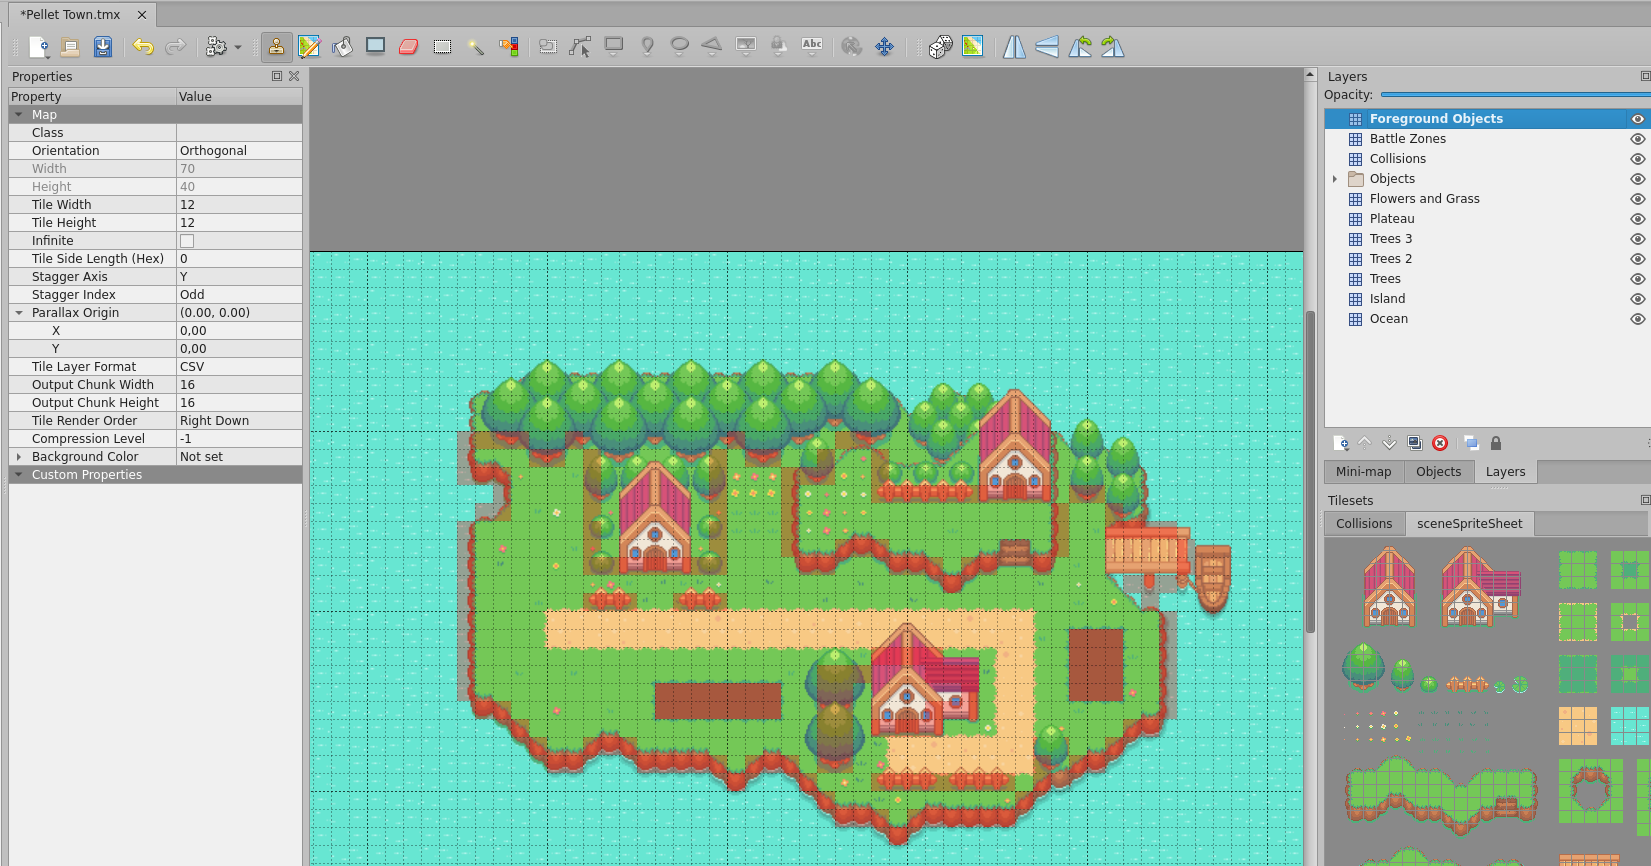 *Pellet Town.tmx
Abc
Properties
Property Value
Map
Class
Orientation Orthogonal
Width 70
Height 40
Tile Width 12
Tile Height 12
Infinite
Tile Side Length (Hex) 0
Stagger Axis Y
Stagger Index Odd
Parallax Origin (0.00, 0.00)
X 0,00
Y 0,00
Tile Layer Format CSV
Output Chunk Width 16
Output Chunk Height 16
Tile Render Order Right Down
Compression Level -1
Background Color Not set
Custom Properties
Layers
Opacity:
Foreground Objects
Battle Zones
Collisions
Objects
Flowers and Grass
Plateau
Trees 3
Trees 2
Trees
Island
Ocean
Mini-map Objects Layers
Tilesets
Collisions sceneSpriteSheet